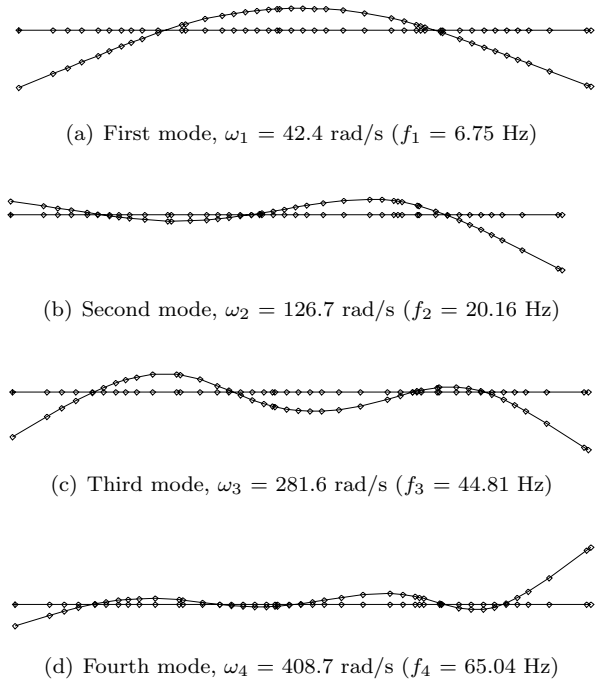 (a) First mode, ω₁ = 42.4 rad/s (f₁ = 6.75 Hz)
(b) Second mode, ω₂ = 126.7 rad/s (f₂ = 20.16 Hz)
(c) Third mode, ω₃ = 281.6 rad/s (f₃ = 44.81 Hz)
(d) Fourth mode, ω₄ = 408.7 rad/s (f₄ = 65.04 Hz)